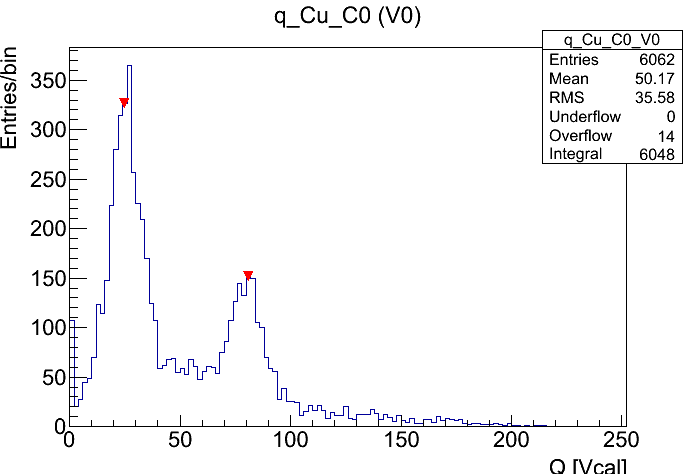 q_Cu_C0 (V0)
q_Cu_C0_V0
Entries 6062
Mean 50.17
RMS 35.58
Underflow 0
Overflow 14
Integral 6048
Entries/bin
350
300
250
200
150
100
50
0
0 50 100 150 200 250
Q [Vcal]